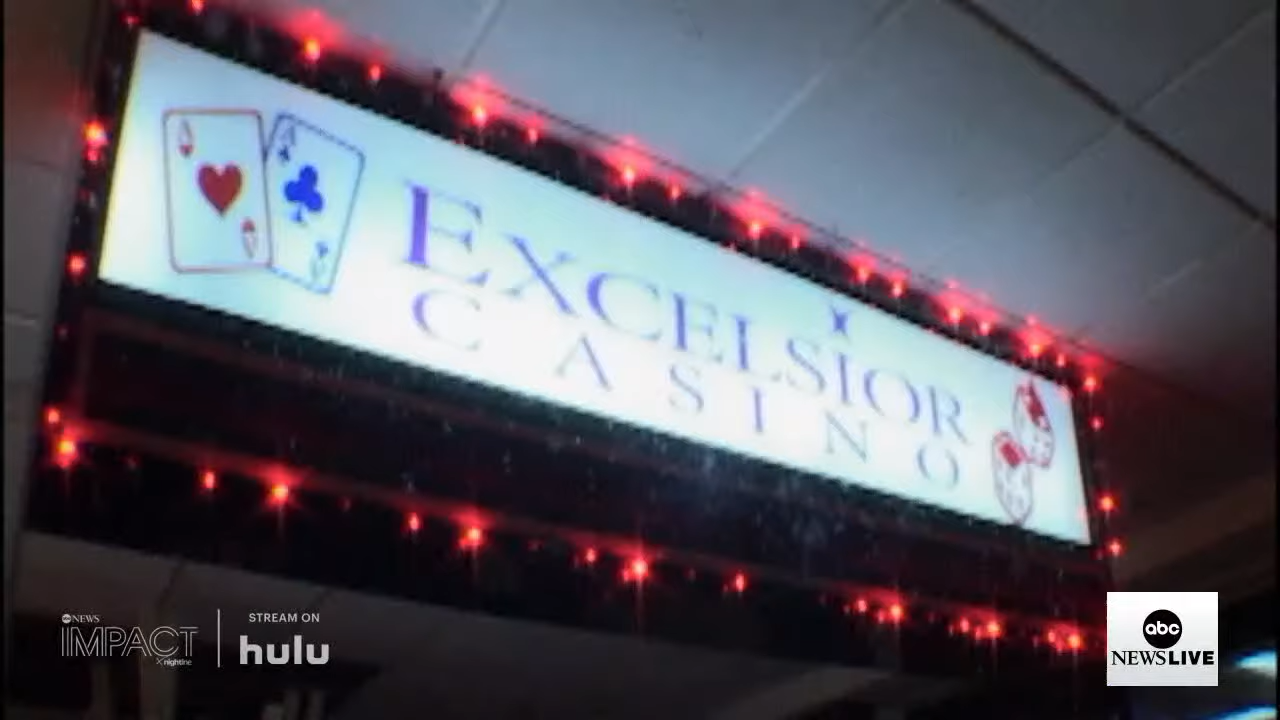 A
A
EXCELSIOR
CASINO
abc NEWS
IMPACT
x nightline
STREAM ON
hulu
abc
NEWS LIVE